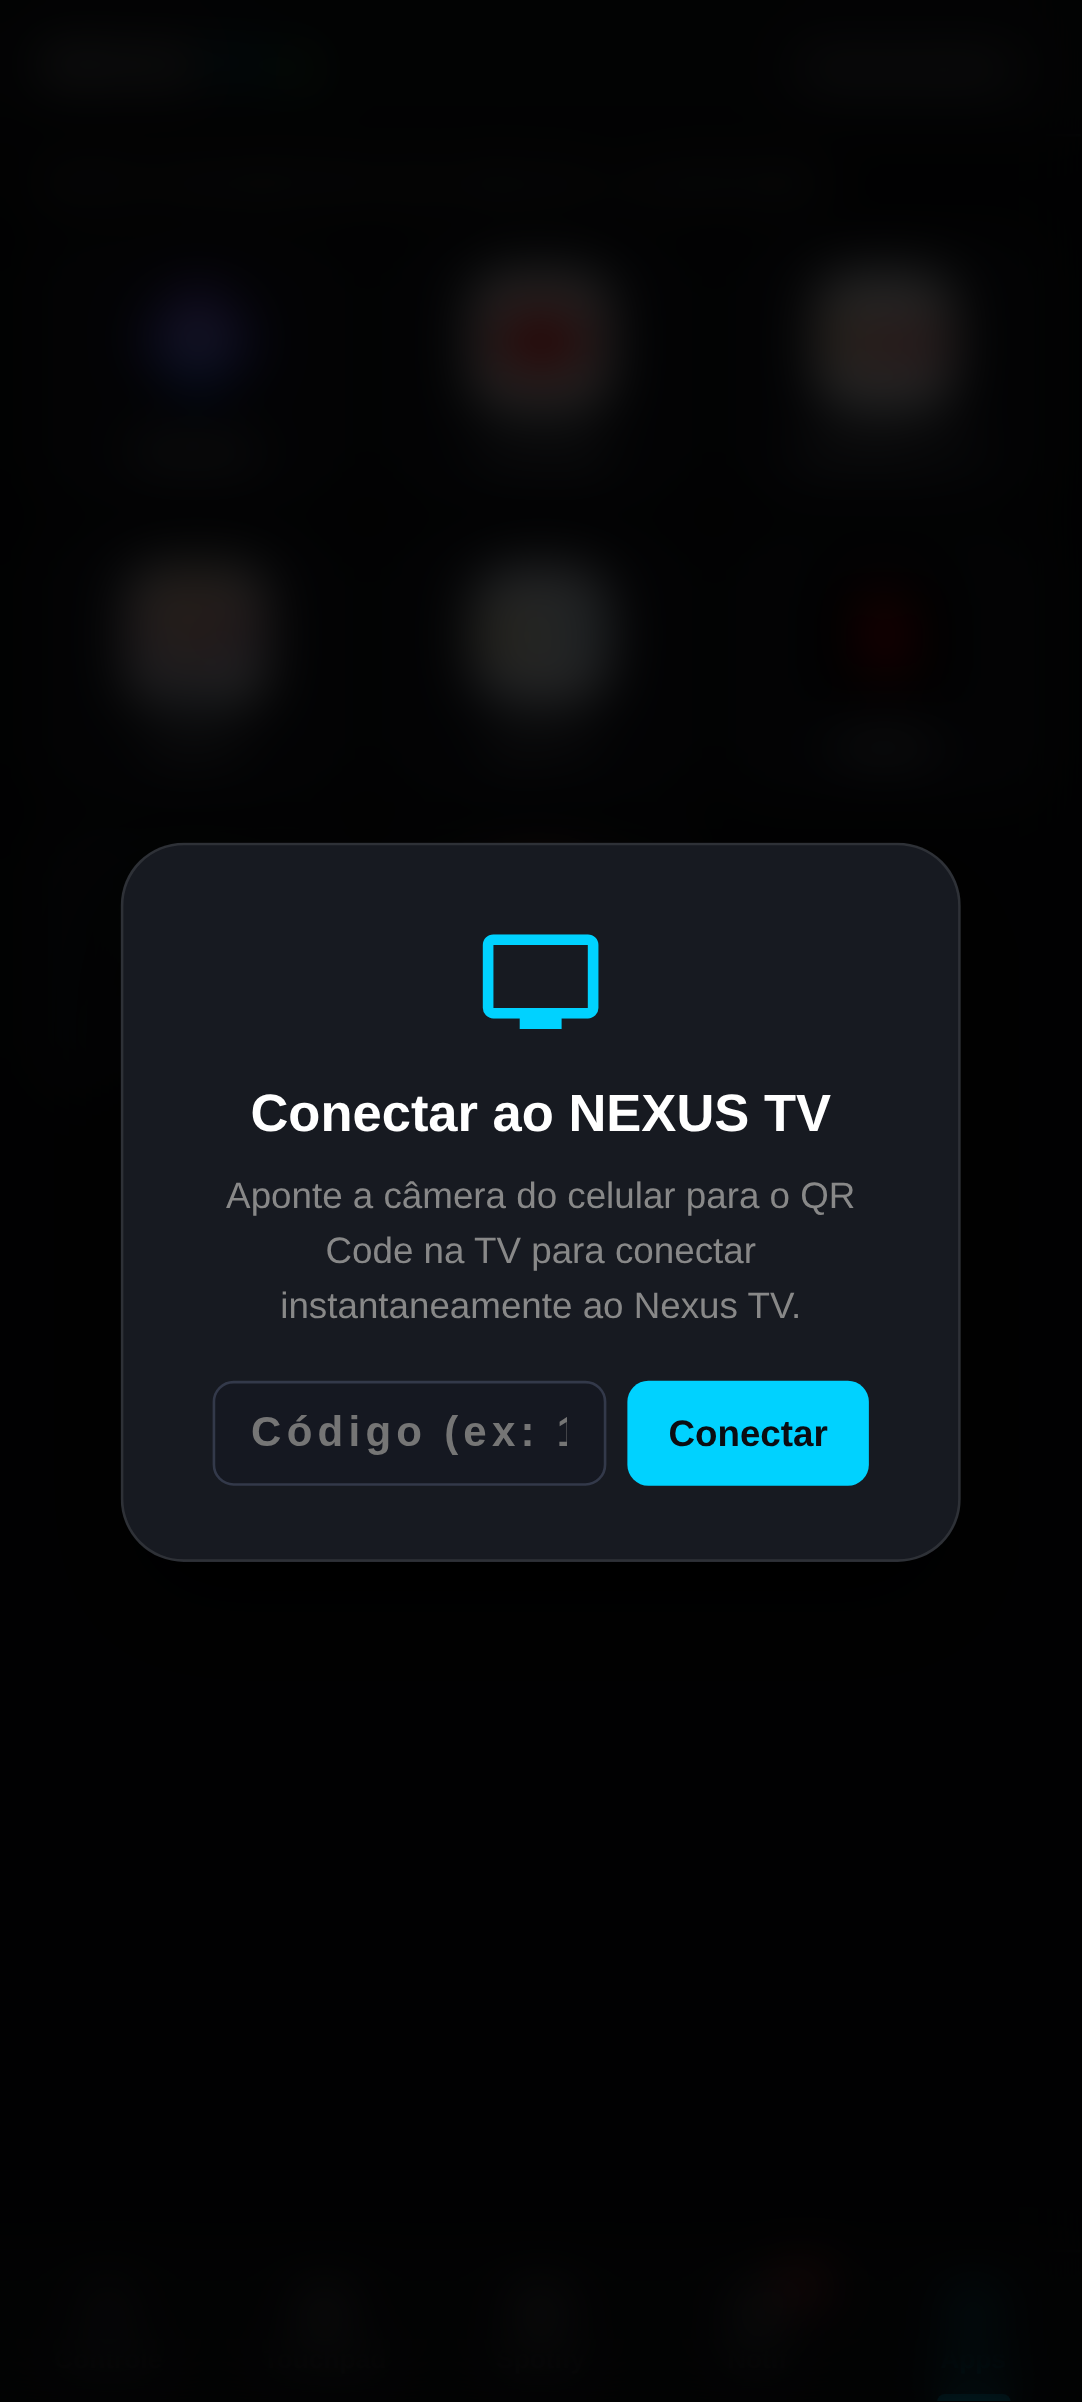 Conectar ao NEXUS TV
Aponte a câmera do celular para o QR
Code na TV para conectar
instantaneamente ao Nexus TV.
Código (ex: 1
Conectar